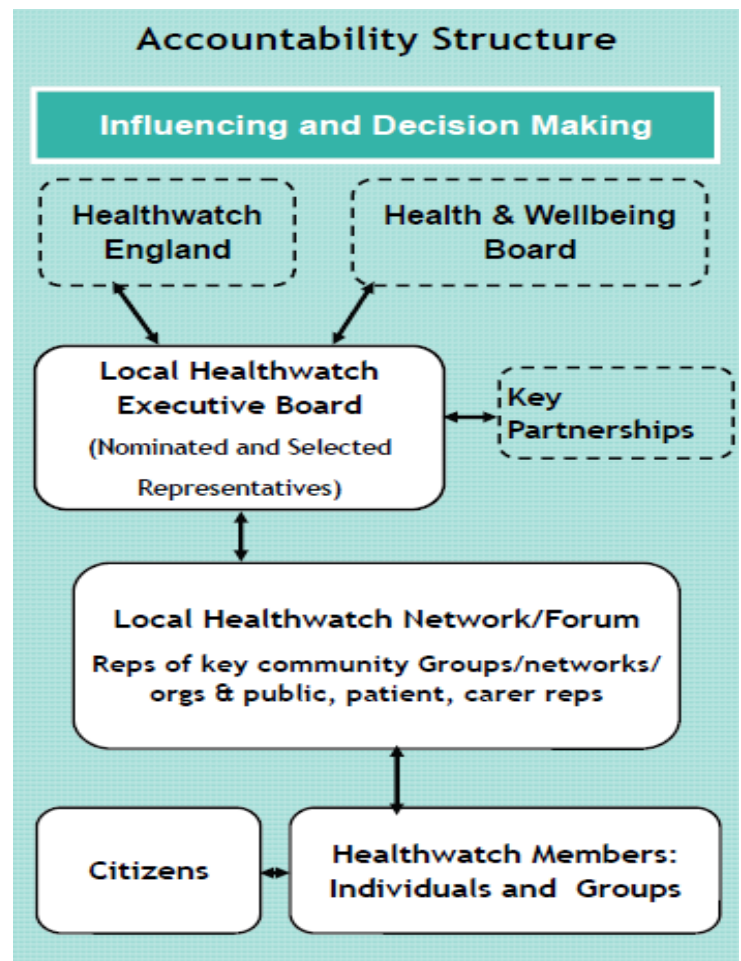 Accountability Structure
Influencing and Decision Making
Healthwatch
England
Health & Wellbeing
Board
Local Healthwatch
Executive Board
(Nominated and Selected
Representatives)
Key
Partnerships
Local Healthwatch Network/Forum
Reps of key community Groups/networks/
orgs & public, patient, carer reps
Citizens
Healthwatch Members:
Individuals and Groups